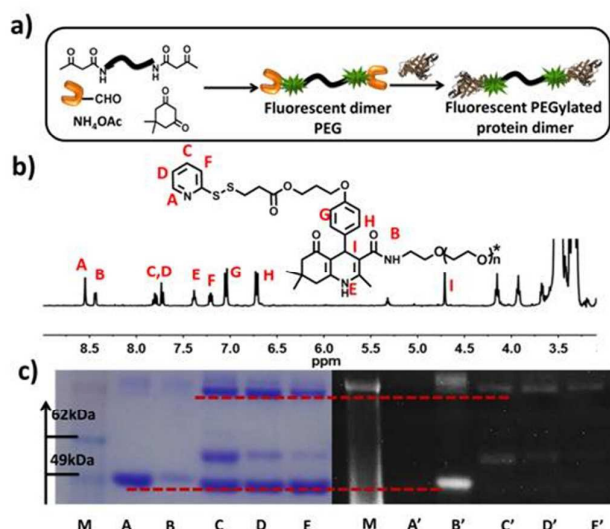 a)
O O
O O
N H
N H
O O
CHO
NH₄OAc
O
O
Fluorescent dimer
PEG
Fluorescent PEGylated
protein dimer
b)
C
D F
A
N
S S
O
O
O
G H
B
I
O
O
N H
O
O
n
*
N H
E
A
B
C,D
E
F
G
H
I
8.5 8.0 7.5 7.0 6.5 6.0 5.5 5.0 4.5 4.0 3.5
ppm
c)
62kDa
49kDa
M A B C D E M A' B' C' D' E'